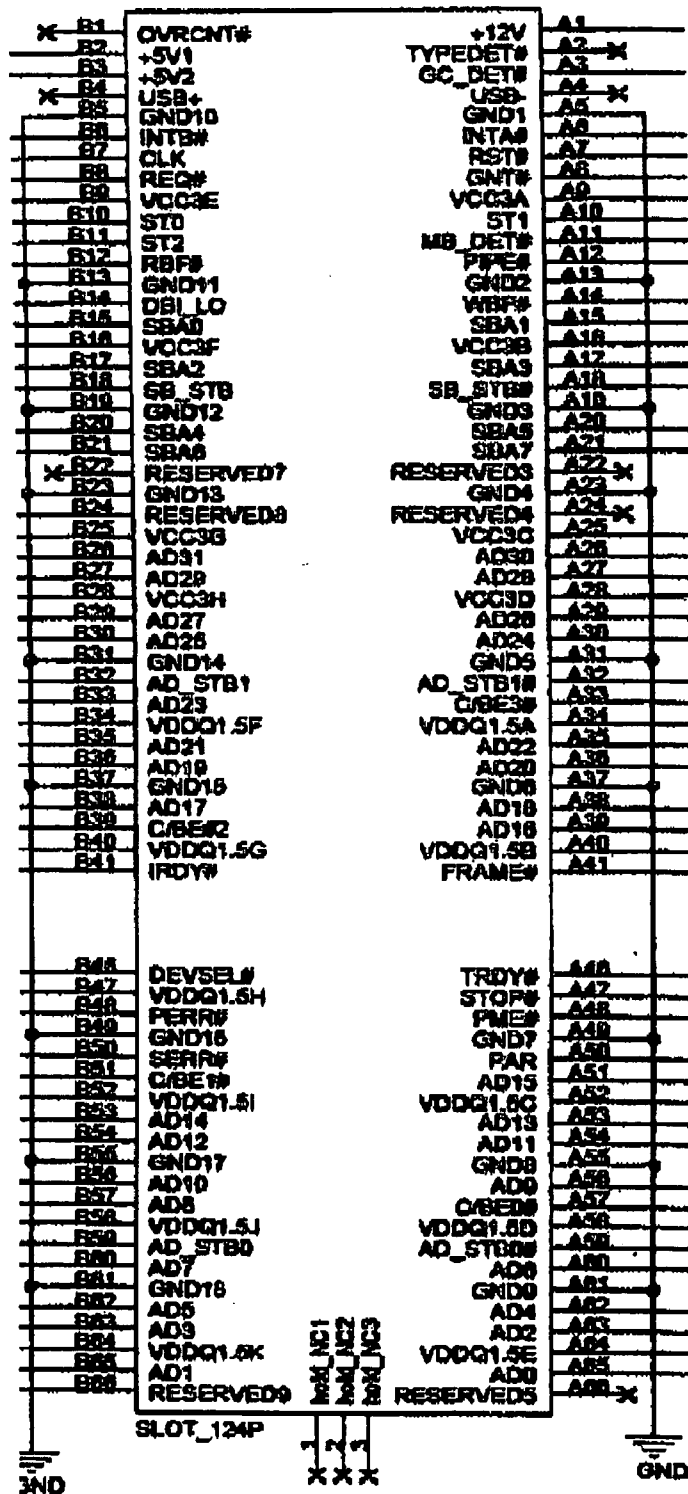 B1 OVRCNT# +12V A1
B2 +5V1 TYPEDET# A2
B3 +5V2 GC_DET# A3
B4 USB+ USB- A4
B5 GND10 GND1 A5
B6 INTB# INTA# A6
B7 CLK RST# A7
B8 REQ# GNT# A8
B9 VCC3E VCC3A A9
B10 ST0 ST1 A10
B11 ST2 MB_DET# A11
B12 RBF# PIPE# A12
B13 GND11 GND2 A13
B14 DBI_LO WBF# A14
B15 SBA0 SBA1 A15
B16 VCC3F VCC3B A16
B17 SBA2 SBA3 A17
B18 SB_STB SB_STB# A18
B19 GND12 GND3 A19
B20 SBA4 SBA5 A20
B21 SBA6 SBA7 A21
B22 RESERVED7 RESERVED3 A22
B23 GND13 GND4 A23
B24 RESERVED8 RESERVED4 A24
B25 VCC3G VCC3C A25
B26 AD31 AD30 A26
B27 AD29 AD28 A27
B28 VCC3H VCC3D A28
B29 AD27 AD26 A29
B30 AD25 AD24 A30
B31 GND14 GND5 A31
B32 AD_STB1 AD_STB1# A32
B33 AD23 C/BE3# A33
B34 VDDQ1.5F VDDQ1.5A A34
B35 AD21 AD22 A35
B36 AD19 AD20 A36
B37 GND15 GND6 A37
B38 AD17 AD18 A38
B39 C/BE#2 AD16 A39
B40 VDDQ1.5G VDDQ1.5B A40
B41 IRDY# FRAME# A41
B46 DEVSEL# TRDY# A46
B47 VDDQ1.5H STOP# A47
B48 PERR# PME# A48
B49 GND16 GND7 A49
B50 SERR# PAR A50
B51 C/BE1# AD15 A51
B52 VDDQ1.5I VDDQ1.5C A52
B53 AD14 AD13 A53
B54 AD12 AD11 A54
B55 GND17 GND8 A55
B56 AD10 AD9 A56
B57 AD8 C/BE0# A57
B58 VDDQ1.5J VDDQ1.5D A58
B59 AD_STB0 AD_STB0# A59
B60 AD7 AD6 A60
B61 GND18 GND9 A61
B62 AD5 AD4 A62
B63 AD3 AD2 A63
B64 VDDQ1.5K VDDQ1.5E A64
B65 AD1 AD0 A65
B66 RESERVED9 RESERVED5 A66
hold_NC1
hold_NC2
hold_NC3
SLOT_124P
1 2 3
GND GND